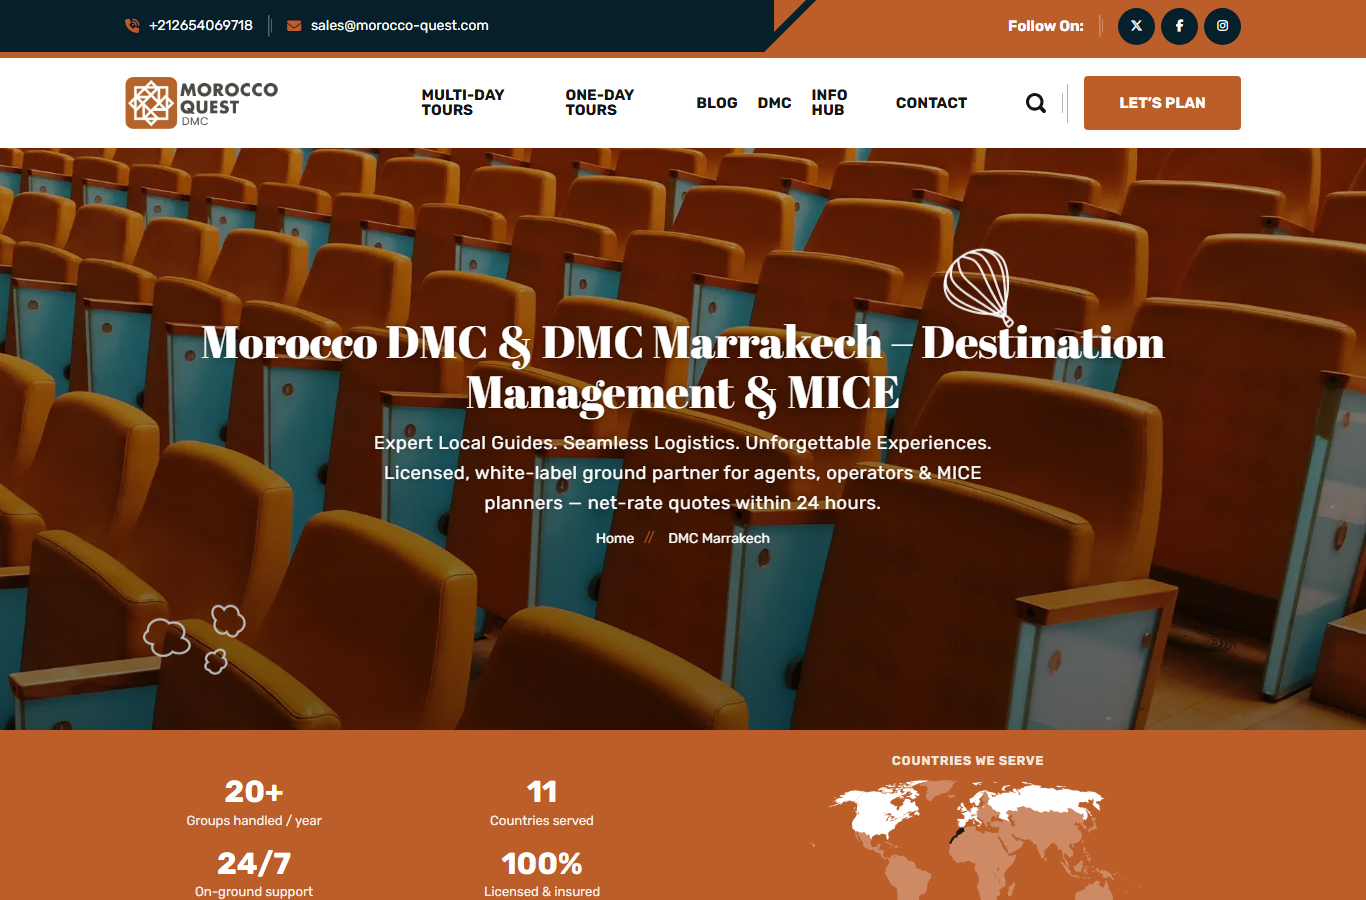 +212654069718
sales@morocco-quest.com
Follow On:
MOROCCO
QUEST
DMC
MULTI-DAY
TOURS
ONE-DAY
TOURS
BLOG
DMC
INFO
HUB
CONTACT
LET'S PLAN
Morocco DMC & DMC Marrakech – Destination
Management & MICE
Expert Local Guides. Seamless Logistics. Unforgettable Experiences.
Licensed, white-label ground partner for agents, operators & MICE
planners — net-rate quotes within 24 hours.
Home // DMC Marrakech
20+
Groups handled / year
11
Countries served
24/7
On-ground support
100%
Licensed & insured
COUNTRIES WE SERVE